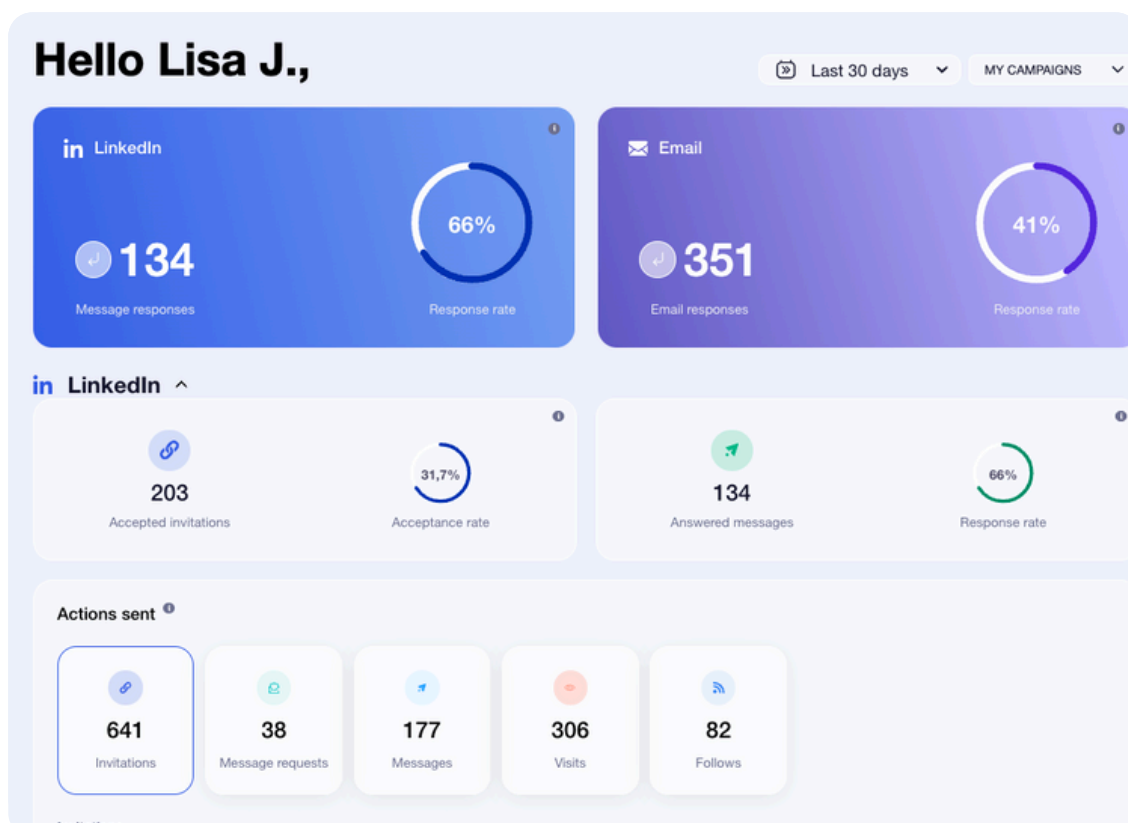 Hello Lisa J.,
Last 30 days
MY CAMPAIGNS
in LinkedIn
66%
134
Message responses
Response rate
Email
41%
351
Email responses
Response rate
in LinkedIn
203
Accepted invitations
31,7%
Acceptance rate
134
Answered messages
66%
Response rate
Actions sent
641
Invitations
38
Message requests
177
Messages
306
Visits
82
Follows